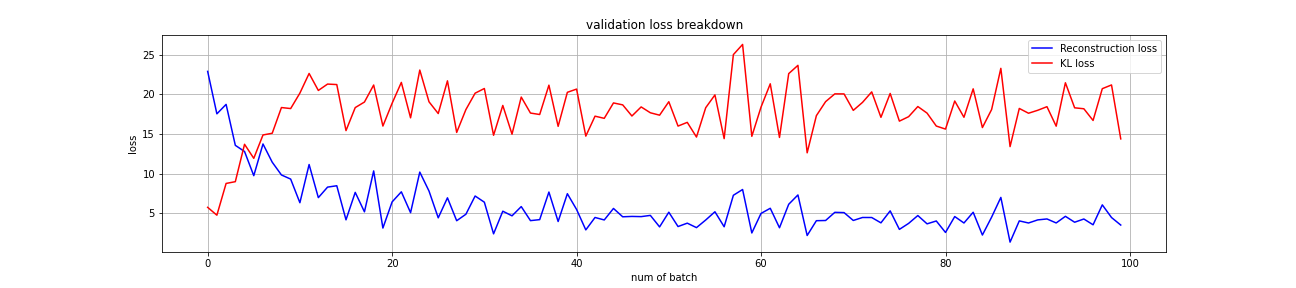 validation loss breakdown
Reconstruction loss
KL loss
loss
25
20
15
10
5
0
20
40
60
80
100
num of batch